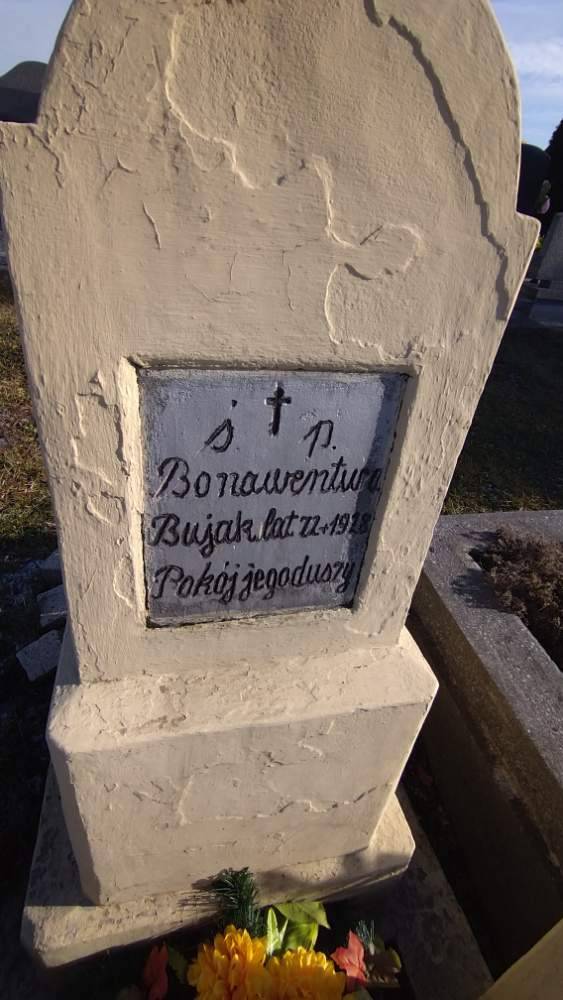 ś. † p.
Bonawentura
Bujak lat 72 + 1928
Pokój jego duszy